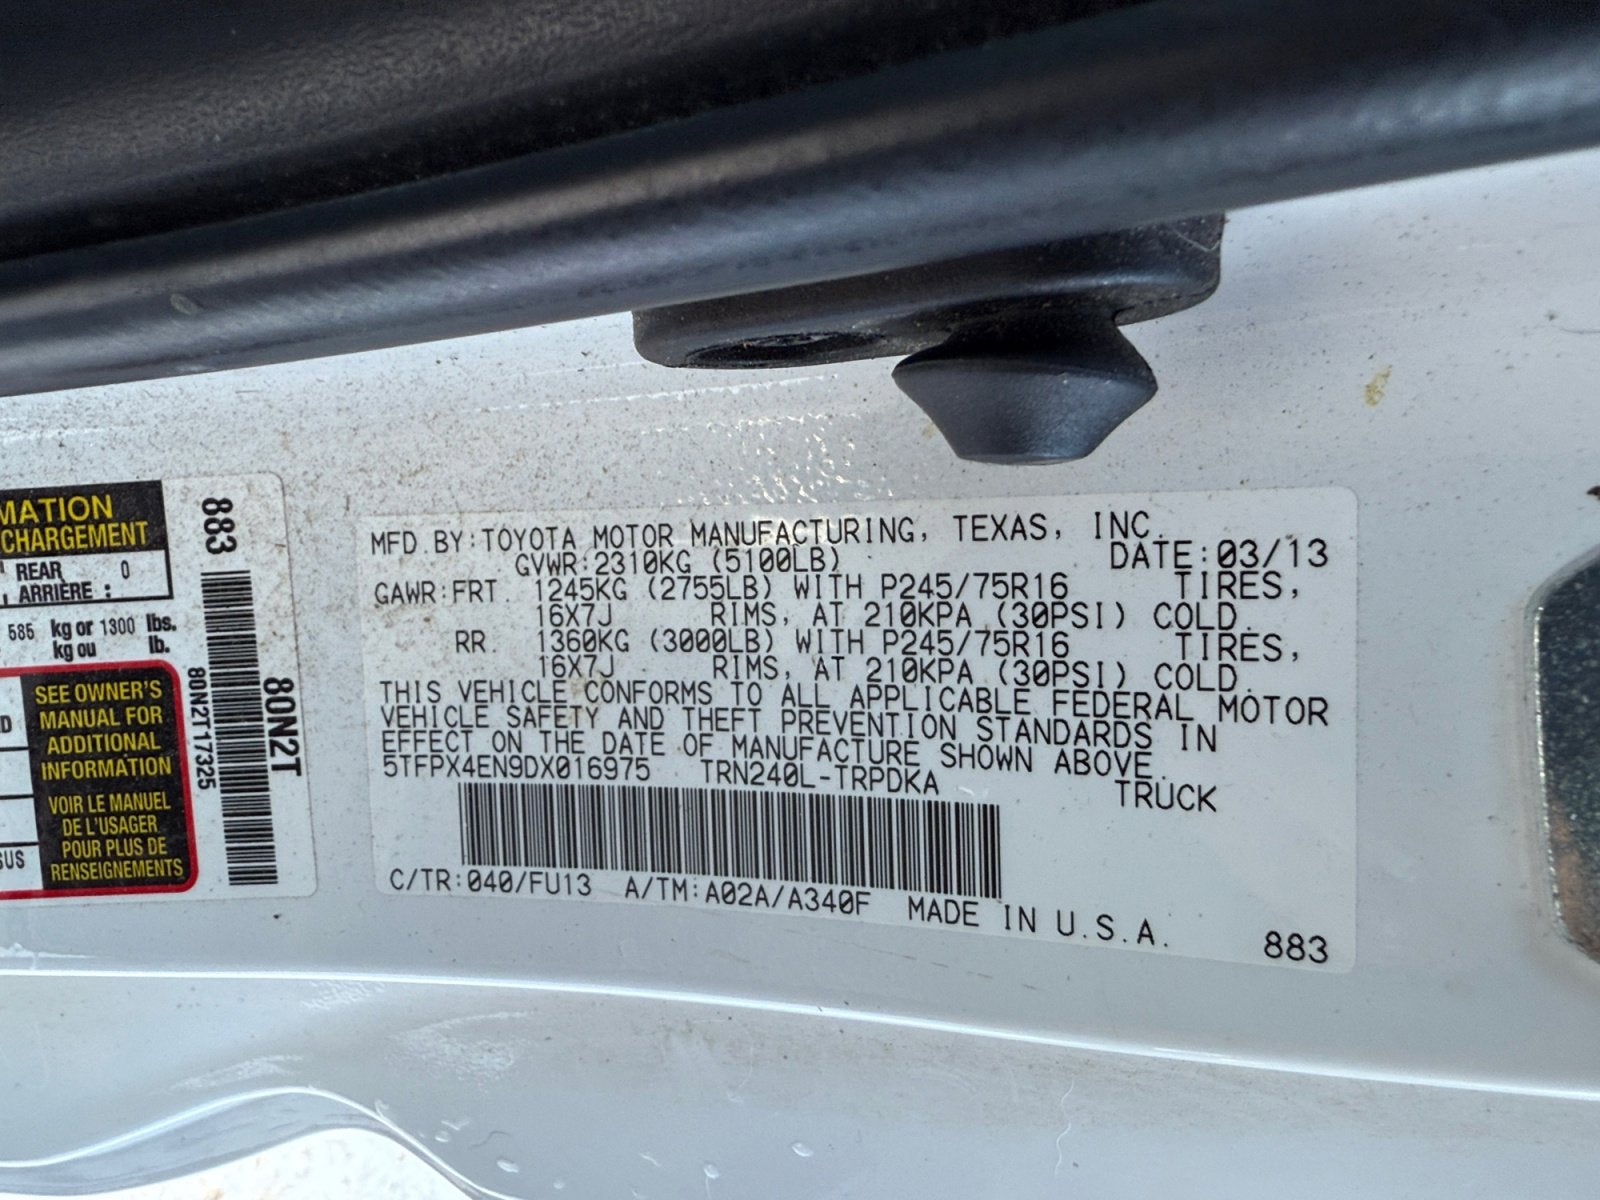 MATION
CHARGEMENT
REAR 0
ARRIÈRE :
585 kg or 1300 lbs.
kg ou lb.
SEE OWNER'S
MANUAL FOR
ADDITIONAL
INFORMATION
VOIR LE MANUEL
DE L'USAGER
POUR PLUS DE
RENSEIGNEMENTS
883
80N2T17325
80N2T
MFD.BY:TOYOTA MOTOR MANUFACTURING, TEXAS, INC.
GVWR:2310KG (5100LB) DATE:03/13
GAWR:FRT. 1245KG (2755LB) WITH P245/75R16 TIRES,
16X7J RIMS, AT 210KPA (30PSI) COLD.
RR. 1360KG (3000LB) WITH P245/75R16 TIRES,
16X7J RIMS, AT 210KPA (30PSI) COLD.
THIS VEHICLE CONFORMS TO ALL APPLICABLE FEDERAL MOTOR
VEHICLE SAFETY AND THEFT PREVENTION STANDARDS IN
EFFECT ON THE DATE OF MANUFACTURE SHOWN ABOVE.
5TFPX4EN9DX016975 TRN240L-TRPDKA TRUCK
C/TR:040/FU13 A/TM:A02A/A340F MADE IN U.S.A.
883